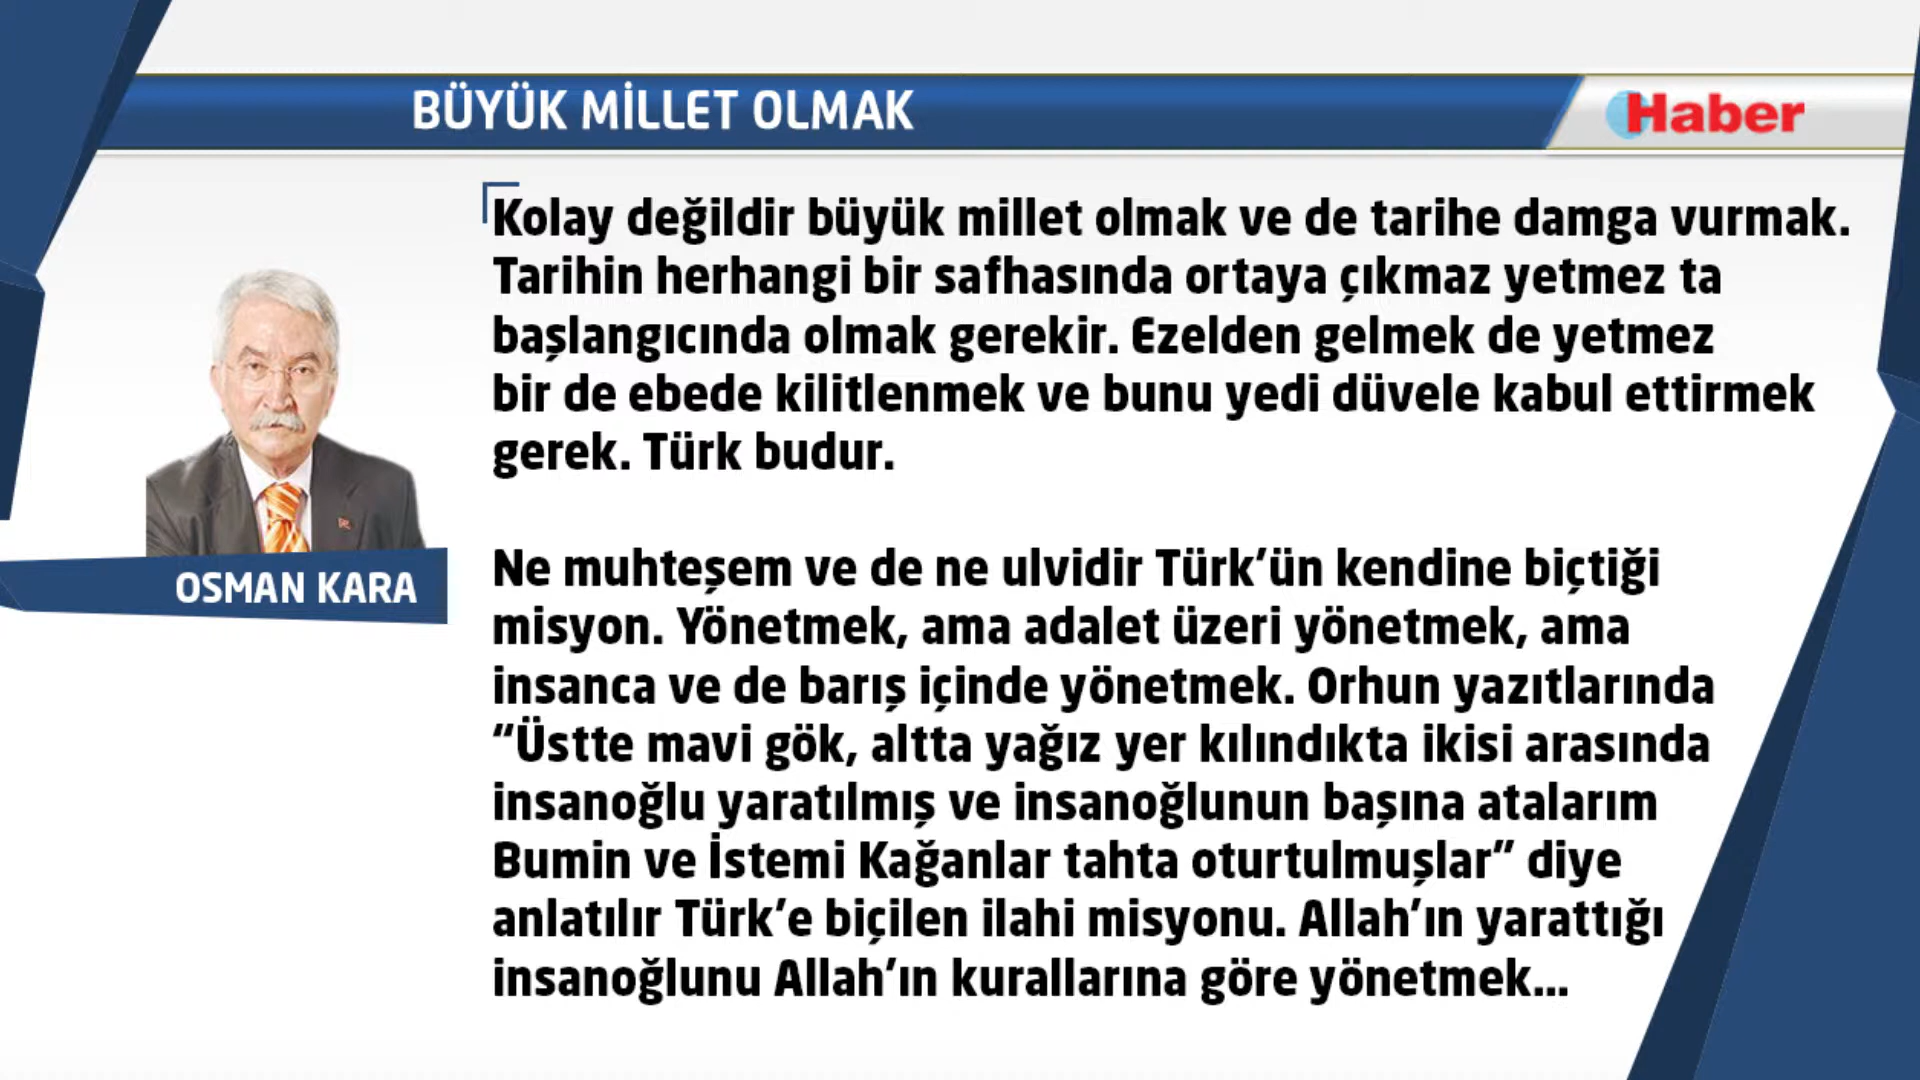 BÜYÜK MİLLET OLMAK
Haber
Kolay değildir büyük millet olmak ve de tarihe damga vurmak.
Tarihin herhangi bir safhasında ortaya çıkmaz yetmez ta
başlangıcında olmak gerekir. Ezelden gelmek de yetmez
bir de ebede kilitlenmek ve bunu yedi düvele kabul ettirmek
gerek. Türk budur.
OSMAN KARA
Ne muhteşem ve de ne ulvidir Türk'ün kendine biçtiği
misyon. Yönetmek, ama adalet üzeri yönetmek, ama
insanca ve de barış içinde yönetmek. Orhun yazıtlarında
"Üstte mavi gök, altta yağız yer kılındıkta ikisi arasında
insanoğlu yaratılmış ve insanoğlunun başına atalarım
Bumin ve İstemi Kağanlar tahta oturtulmuşlar" diye
anlatılır Türk'e biçilen ilahi misyonu. Allah'ın yarattığı
insanoğlunu Allah'ın kurallarına göre yönetmek...